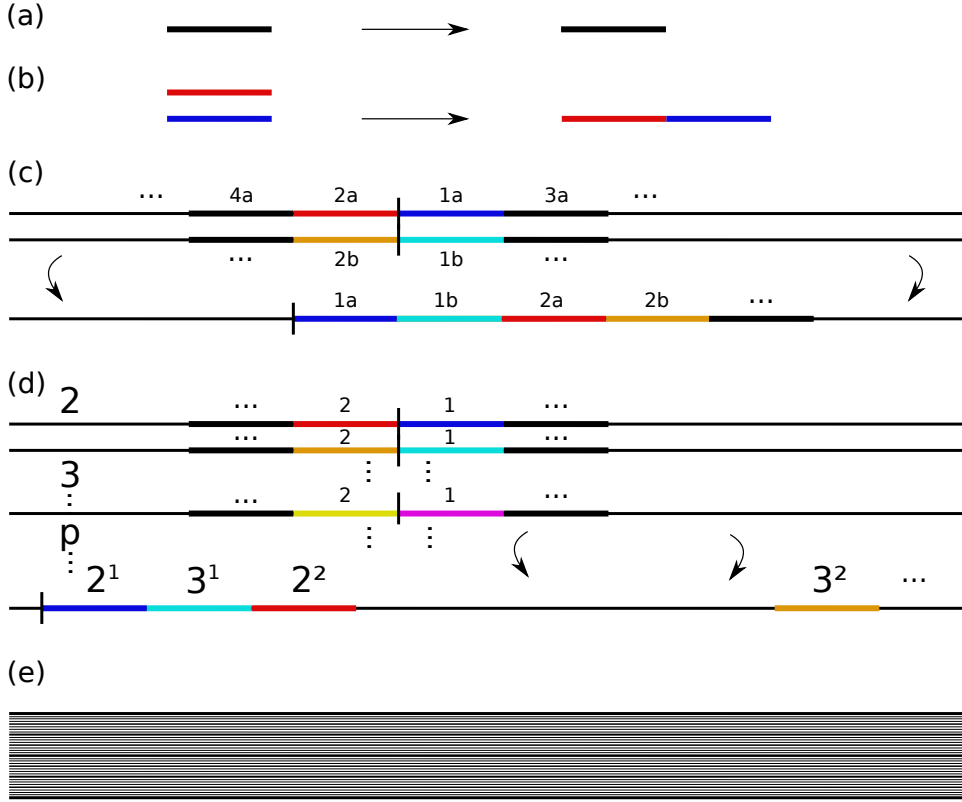 (a)
(b)
(c)
... 4a 2a 1a 3a ...
... 2b 1b ...
1a 1b 2a 2b ...
(d)
2 ... 2 1 ...
... 2 1 ...
3 ... ...
... ... 2 1 ...
p ... ...
...
2¹ 3¹ 2² 3² ...
(e)